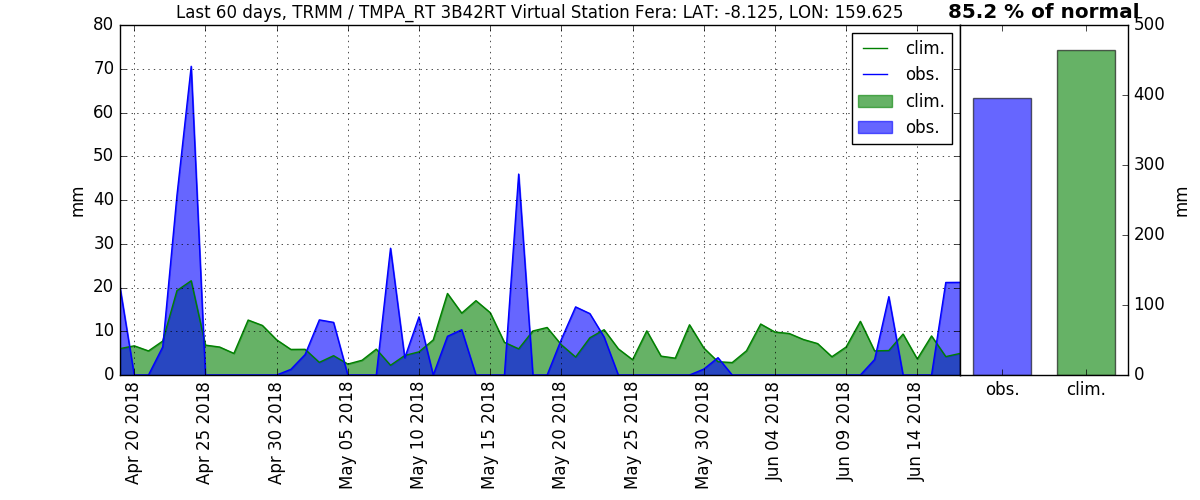 Last 60 days, TRMM / TMPA_RT 3B42RT Virtual Station Fera: LAT: -8.125, LON: 159.625
85.2 % of normal
80
70
60
50
40
30
20
10
0
mm
clim.
obs.
clim.
obs.
500
400
300
200
100
0
mm
obs.
clim.
Apr 20 2018
Apr 25 2018
Apr 30 2018
May 05 2018
May 10 2018
May 15 2018
May 20 2018
May 25 2018
May 30 2018
Jun 04 2018
Jun 09 2018
Jun 14 2018